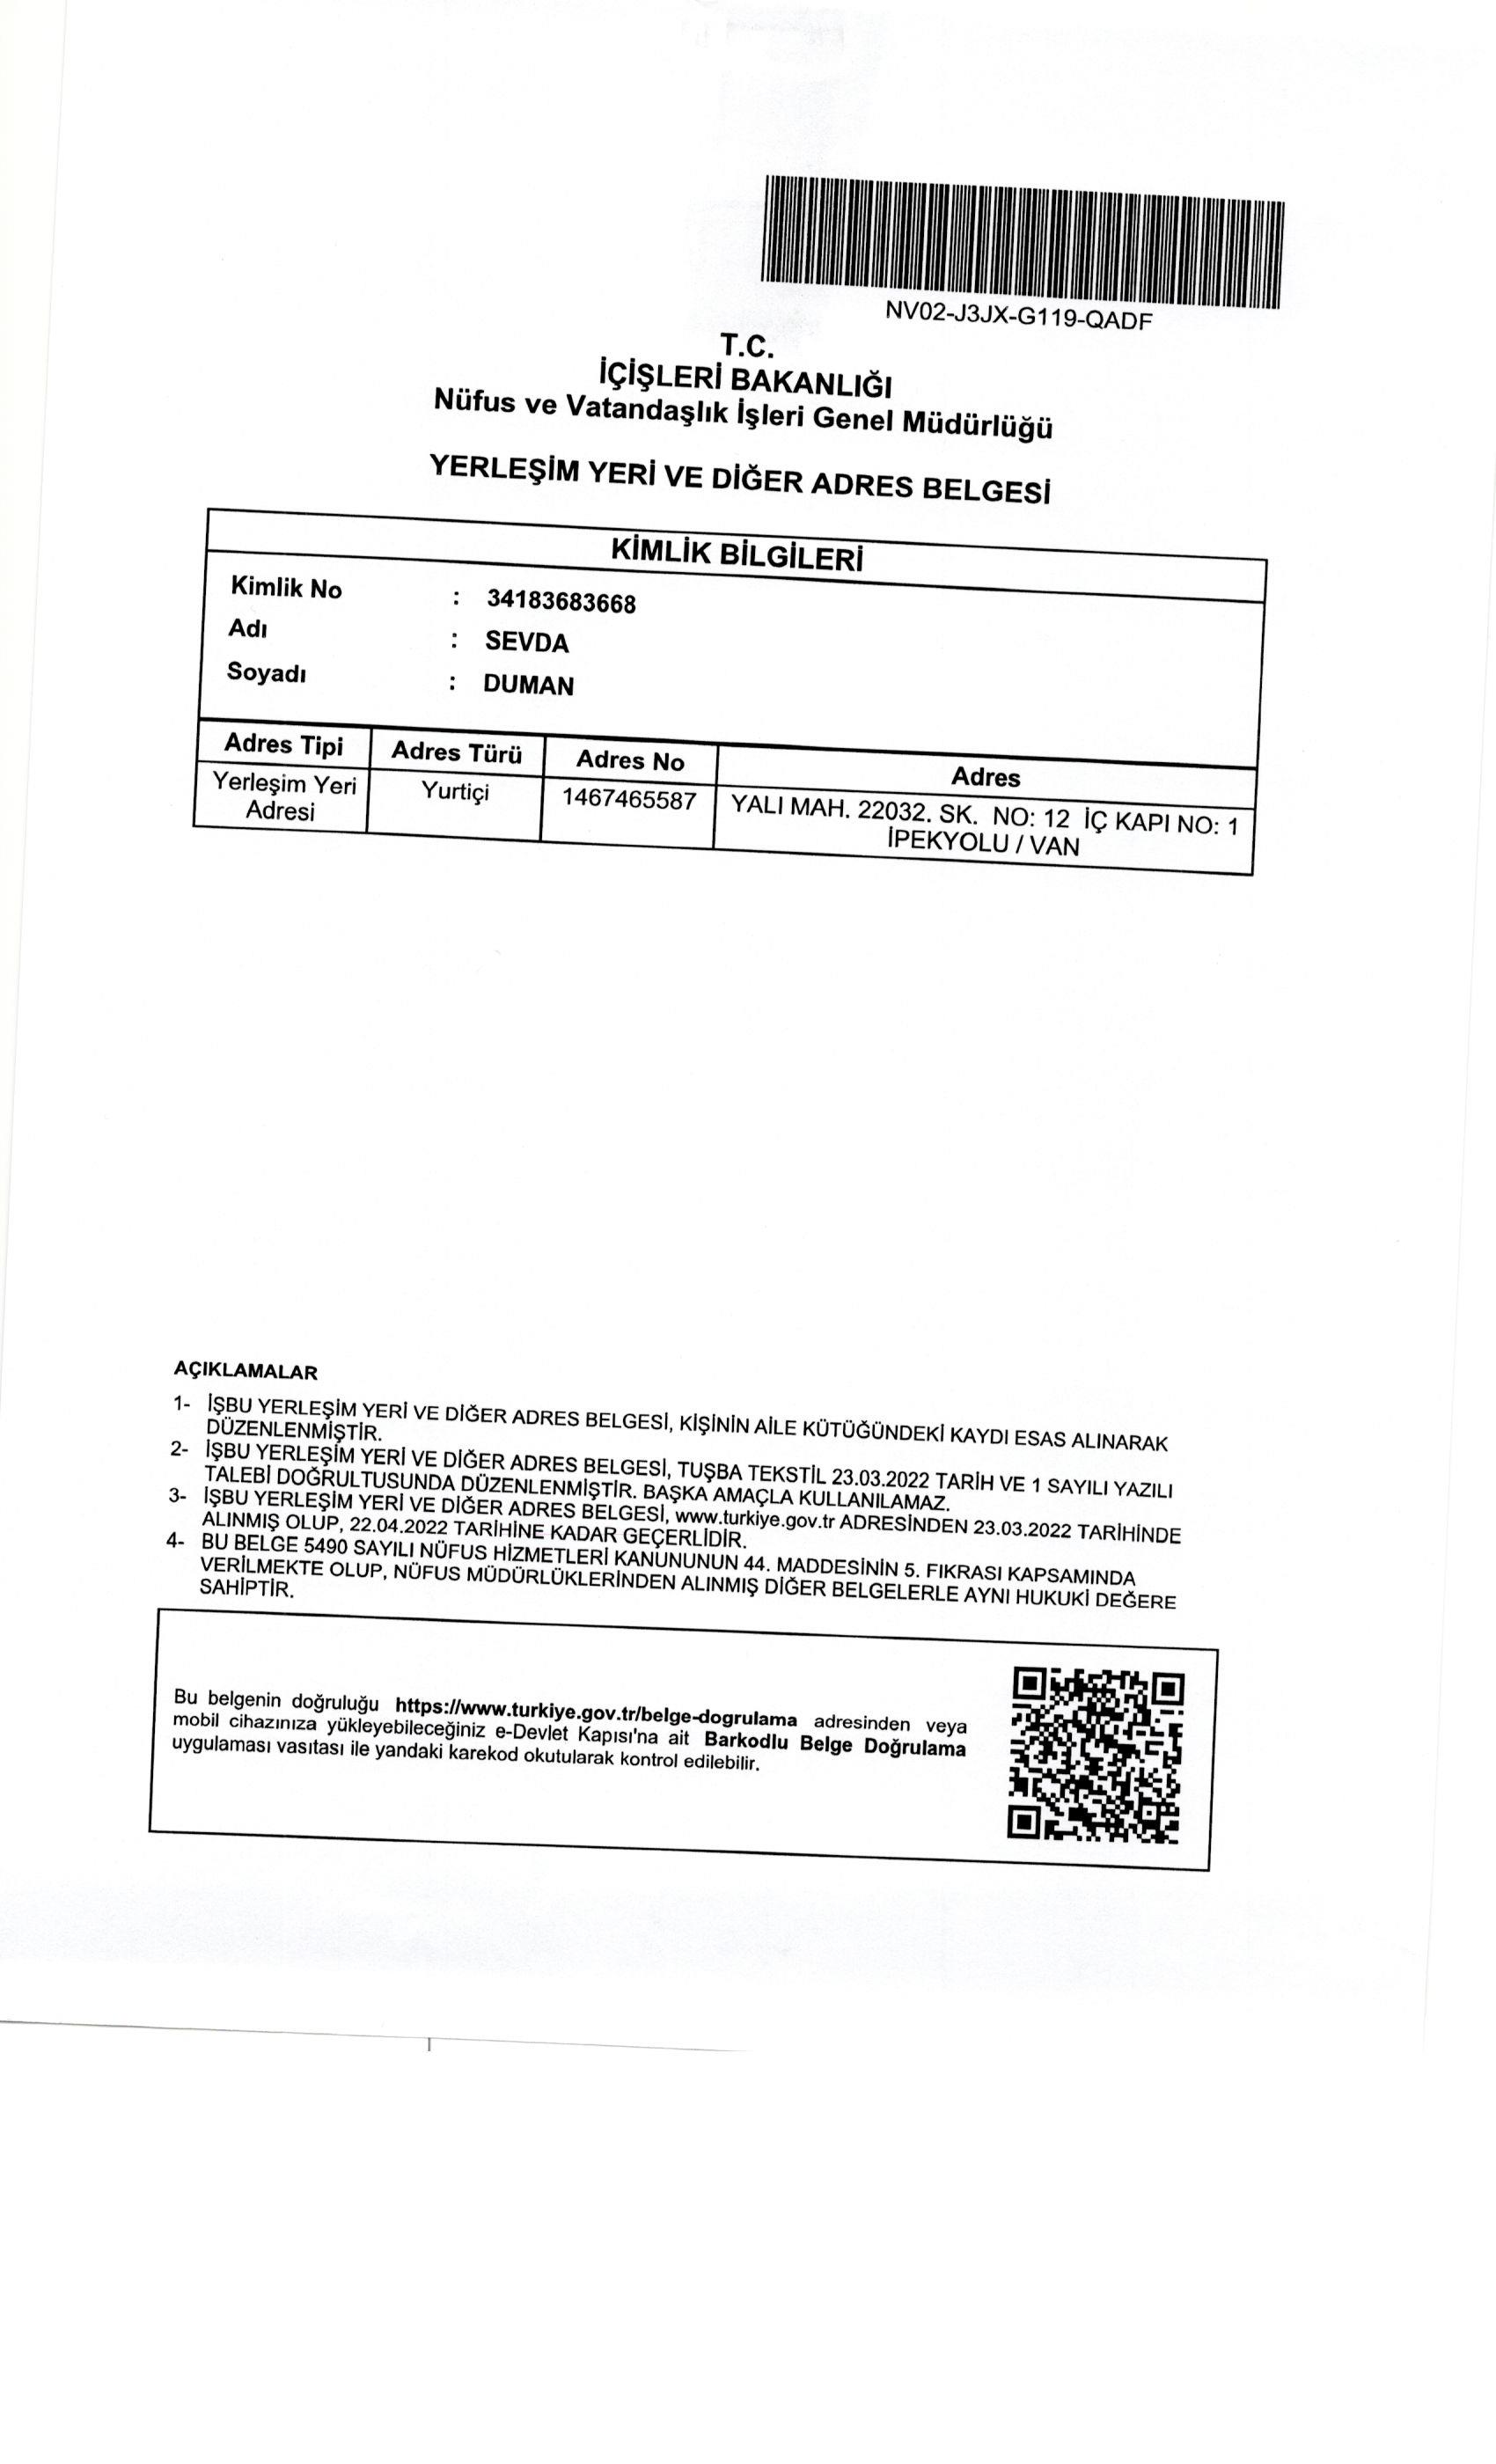 NV02-J3JX-G119-QADF
T.C.
İÇİŞLERİ BAKANLIĞI
Nüfus ve Vatandaşlık İşleri Genel Müdürlüğü
YERLEŞİM YERİ VE DİĞER ADRES BELGESİ
KİMLİK BİLGİLERİ
Kimlik No : 34183683668
Adı : SEVDA
Soyadı : DUMAN
Adres Tipi Adres Türü Adres No Adres
Yerleşim Yeri Yurtiçi 1467465587 YALI MAH. 22032. SK. NO: 12 İÇ KAPI NO: 1
Adresi İPEKYOLU / VAN
AÇIKLAMALAR
1- İŞBU YERLEŞİM YERİ VE DİĞER ADRES BELGESİ, KİŞİNİN AİLE KÜTÜĞÜNDEKİ KAYDI ESAS ALINARAK
DÜZENLENMİŞTİR.
2- İŞBU YERLEŞİM YERİ VE DİĞER ADRES BELGESİ, TUŞBA TEKSTİL 23.03.2022 TARİH VE 1 SAYILI YAZILI
TALEBİ DOĞRULTUSUNDA DÜZENLENMİŞTİR. BAŞKA AMAÇLA KULLANILAMAZ.
3- İŞBU YERLEŞİM YERİ VE DİĞER ADRES BELGESİ, www.turkiye.gov.tr ADRESİNDEN 23.03.2022 TARİHİNDE
ALINMIŞ OLUP, 22.04.2022 TARİHİNE KADAR GEÇERLİDİR.
4- BU BELGE 5490 SAYILI NÜFUS HİZMETLERİ KANUNUNUN 44. MADDESİNİN 5. FIKRASI KAPSAMINDA
VERİLMEKTE OLUP, NÜFUS MÜDÜRLÜKLERİNDEN ALINMIŞ DİĞER BELGELERLE AYNI HUKUKİ DEĞERE
SAHİPTİR.
Bu belgenin doğruluğu https://www.turkiye.gov.tr/belge-dogrulama adresinden veya
mobil cihazınıza yükleyebileceğiniz e-Devlet Kapısı'na ait Barkodlu Belge Doğrulama
uygulaması vasıtası ile yandaki karekod okutularak kontrol edilebilir.